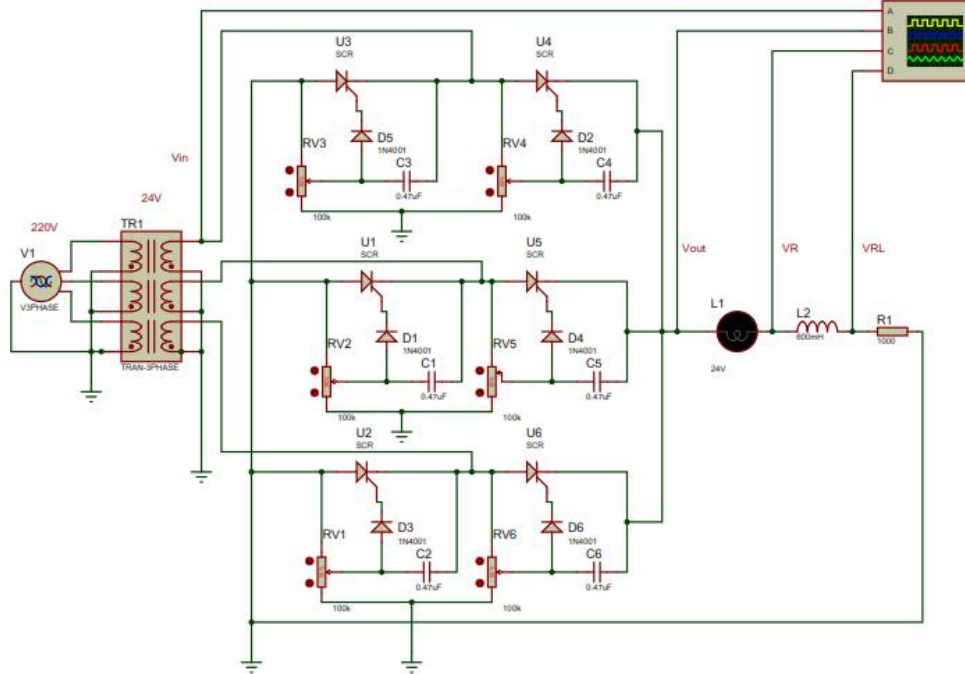 A
B
C
D
U3
SCR
U4
SCR
RV3
D5
1N4001
C3
0.47uF
100k
RV4
D2
1N4001
C4
0.47uF
100k
Vin
220V
24V
V1
V3PHASE
TR1
TRAN-3PHASE
U1
SCR
U5
SCR
RV2
D1
1N4001
C1
0.47uF
100k
RV5
D4
1N4001
C5
0.47uF
100k
Vout
VR
VRL
L1
24V
L2
600mH
R1
1000
U2
SCR
U6
SCR
RV1
D3
1N4001
C2
0.47uF
100k
RV6
D6
1N4001
C6
0.47uF
100k